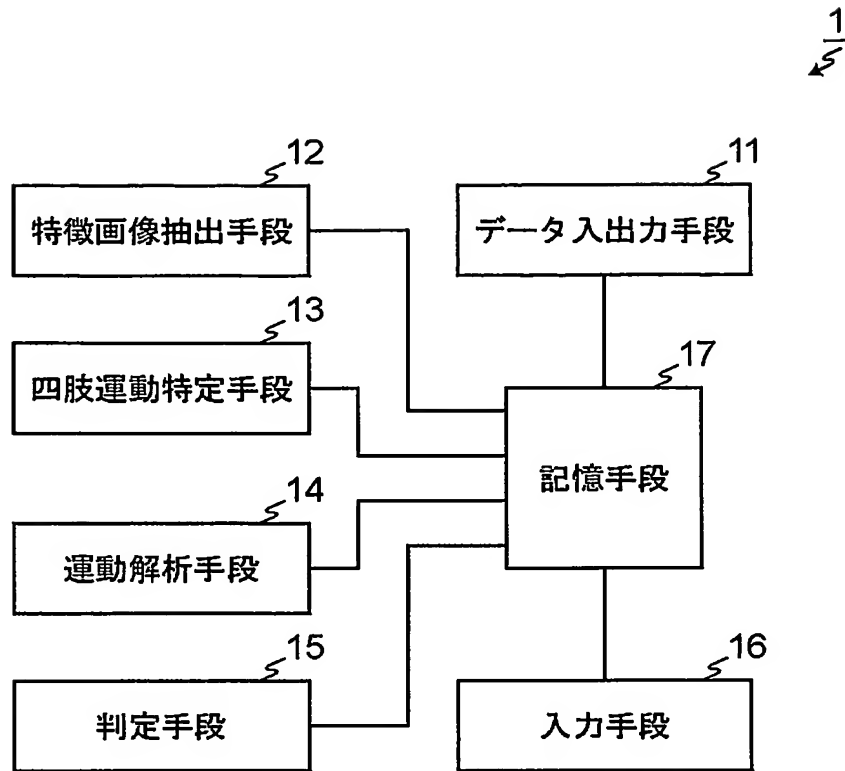 1
12
特徴画像抽出手段
11
データ入出力手段
13
四肢運動特定手段
17
記憶手段
14
運動解析手段
15
判定手段
16
入力手段